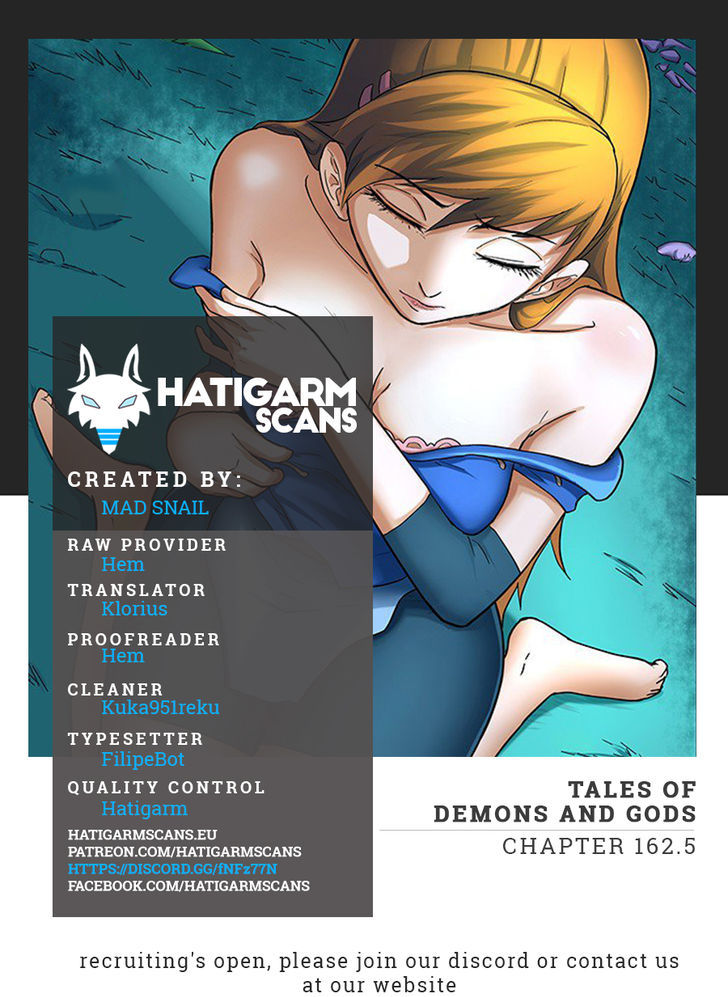 HATIGARM
SCANS
CREATED BY:
MAD SNAIL
RAW PROVIDER
Hem
TRANSLATOR
Klorius
PROOFREADER
Hem
CLEANER
Kuka951reku
TYPESETTER
FilipeBot
QUALITY CONTROL
Hatigarm
HATIGARMSCANS.EU
PATREON.COM/HATIGARMSCANS
HTTPS://DISCORD.GG/fNFz77N
FACEBOOK.COM/HATIGARMSCANS
TALES OF
DEMONS AND GODS
CHAPTER 162.5
recruiting's open, please join our discord or contact us
at our website